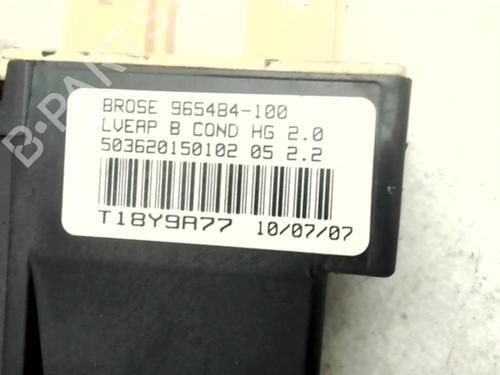 BROSE 965484-100
LVEAP B COND HG 2.0
503620150102 05 2.2
T18Y9A77 10/07/07
B-PARTS